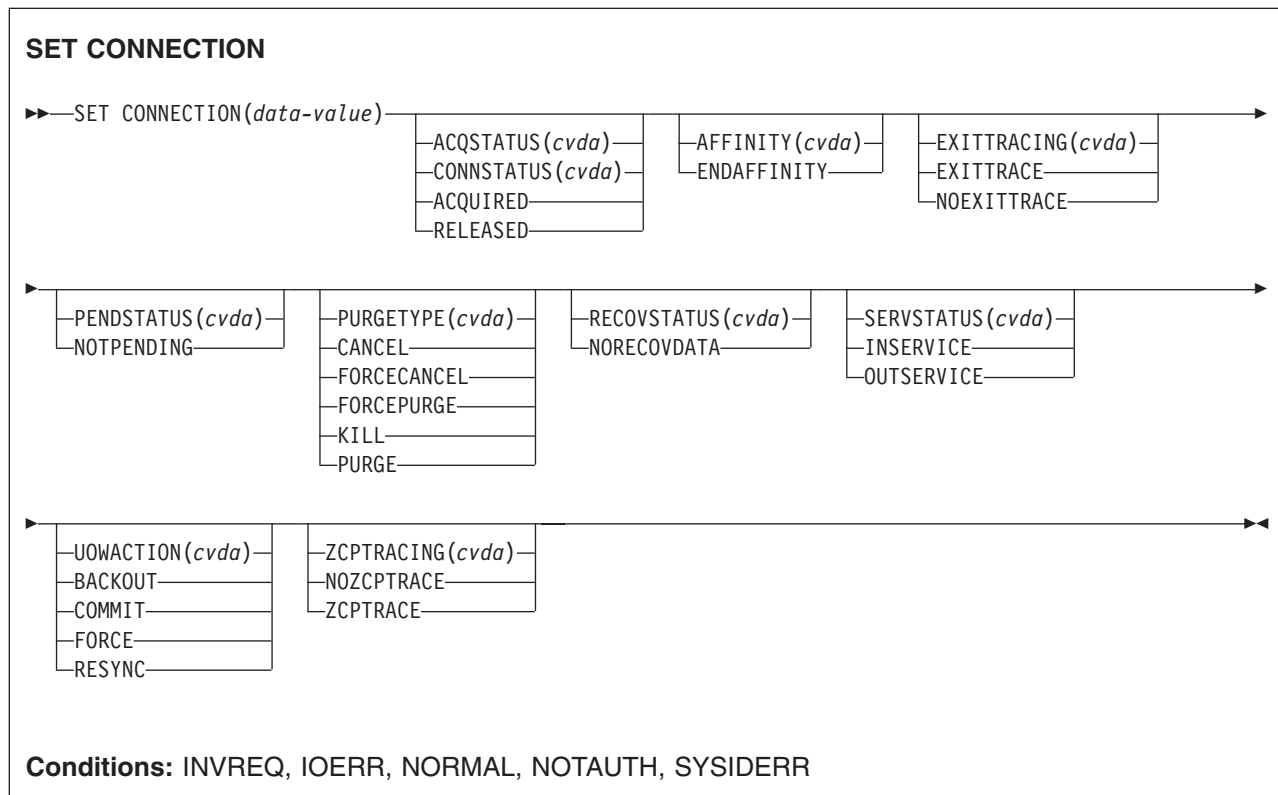 SET CONNECTION
SET CONNECTION(data-value)
ACQSTATUS(cvda)
CONNSTATUS(cvda)
ACQUIRED
RELEASED
AFFINITY(cvda)
ENDAFFINITY
EXITTRACING(cvda)
EXITTRACE
NOEXITTRACE
PENDSTATUS(cvda)
NOTPENDING
PURGETYPE(cvda)
CANCEL
FORCECANCEL
FORCEPURGE
KILL
PURGE
RECOVSTATUS(cvda)
NORECOVDATA
SERVSTATUS(cvda)
INSERVICE
OUTSERVICE
UOWACTION(cvda)
BACKOUT
COMMIT
FORCE
RESYNC
ZCPTRACING(cvda)
NOZCPTRACE
ZCPTRACE
Conditions: INVREQ, IOERR, NORMAL, NOTAUTH, SYSIDERR